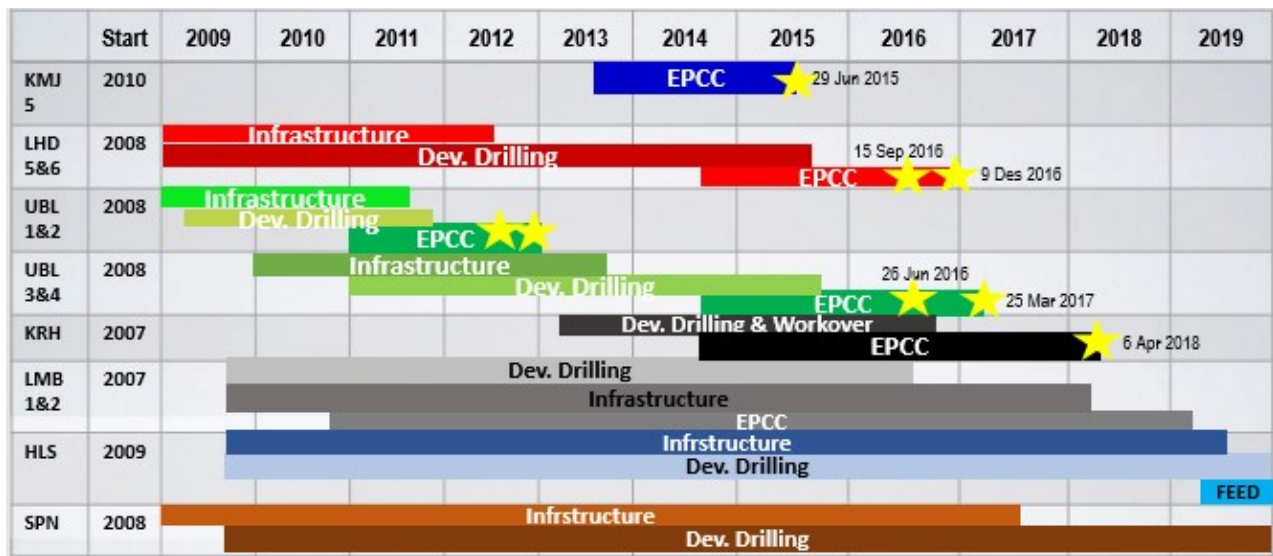 Start 2009 2010 2011 2012 2013 2014 2015 2016 2017 2018 2019
KMJ 2010 EPCC 29 Jun 2015
5
Infrastructure
LHD 2008 Dev. Drilling 15 Sep 2016
5&6 EPCC 9 Des 2016
Infrastructure
UBL 2008 Dev. Drilling
1&2 EPCC
Infrastructure
UBL 2008 Dev. Drilling 26 Jun 2016
3&4 EPCC 25 Mar 2017
Dev. Drilling & Workover
KRH 2007 EPCC 6 Apr 2018
Dev. Drilling
LMB 2007 Infrastructure
1&2 EPCC
Infrstructure
HLS 2009 Dev. Drilling
FEED
Infrstructure
SPN 2008 Dev. Drilling